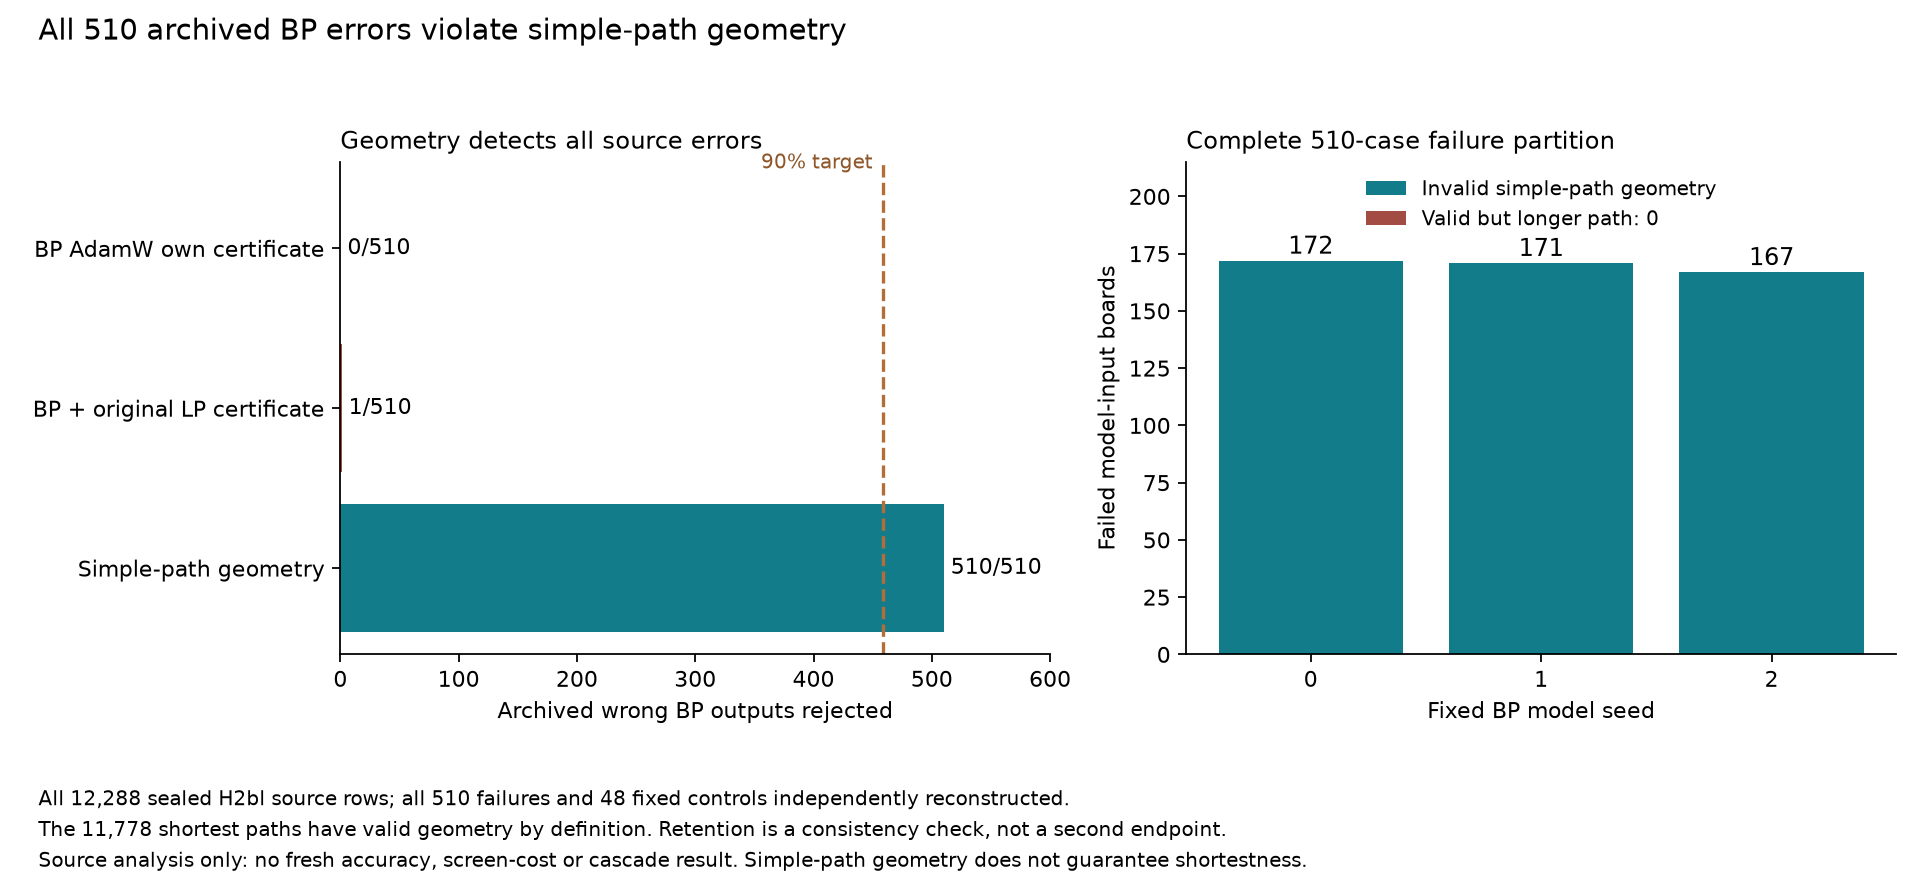 All 510 archived BP errors violate simple-path geometry
Geometry detects all source errors
90% target
BP AdamW own certificate
0/510
BP + original LP certificate
1/510
Simple-path geometry
510/510
0 100 200 300 400 500 600
Archived wrong BP outputs rejected
Complete 510-case failure partition
Invalid simple-path geometry
Valid but longer path: 0
Failed model-input boards
200
175
150
125
100
75
50
25
0
172 171 167
0 1 2
Fixed BP model seed
All 12,288 sealed H2bl source rows; all 510 failures and 48 fixed controls independently reconstructed.
The 11,778 shortest paths have valid geometry by definition. Retention is a consistency check, not a second endpoint.
Source analysis only: no fresh accuracy, screen-cost or cascade result. Simple-path geometry does not guarantee shortestness.